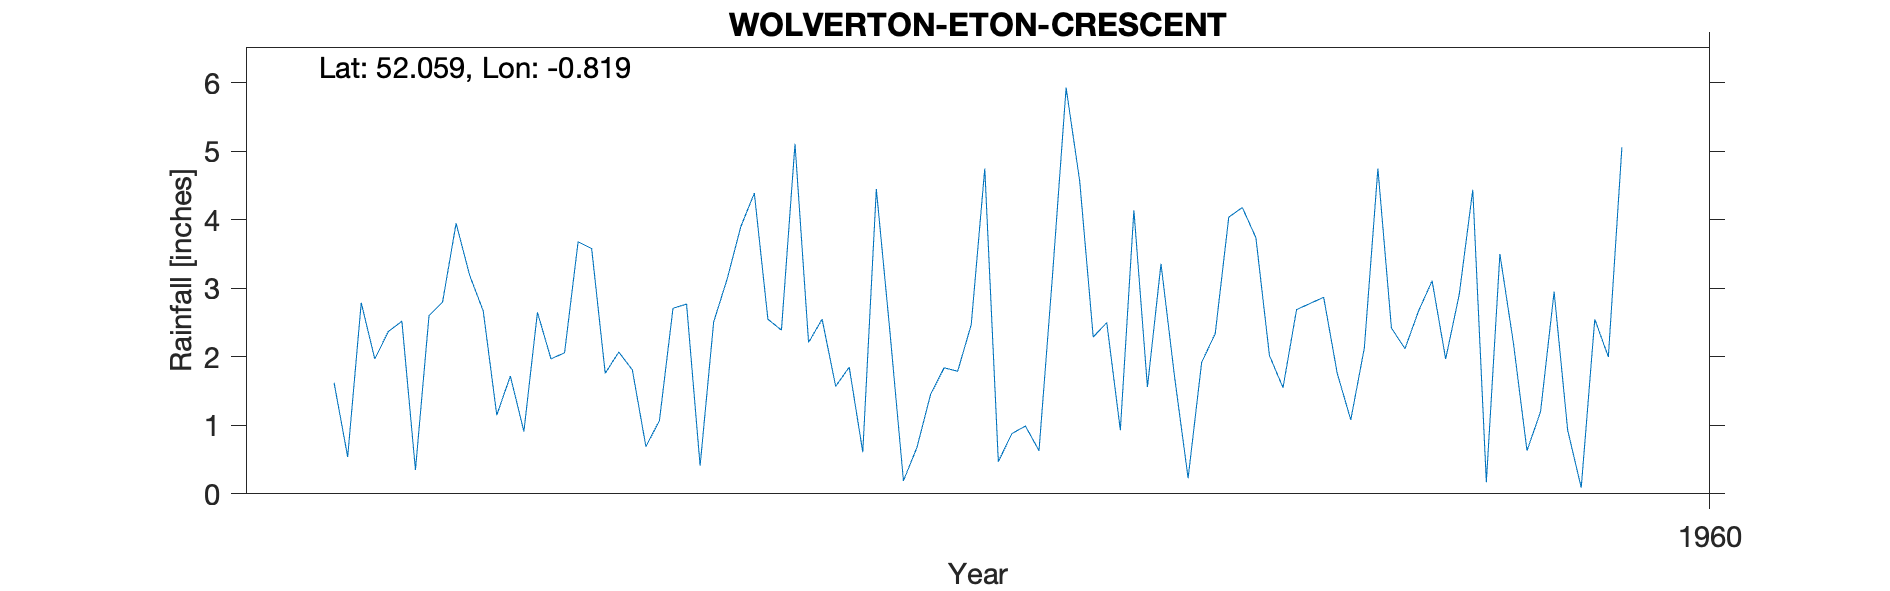 WOLVERTON-ETON-CRESCENT
Lat: 52.059, Lon: -0.819
6
5
4
3
2
1
0
Rainfall [inches]
1960
Year